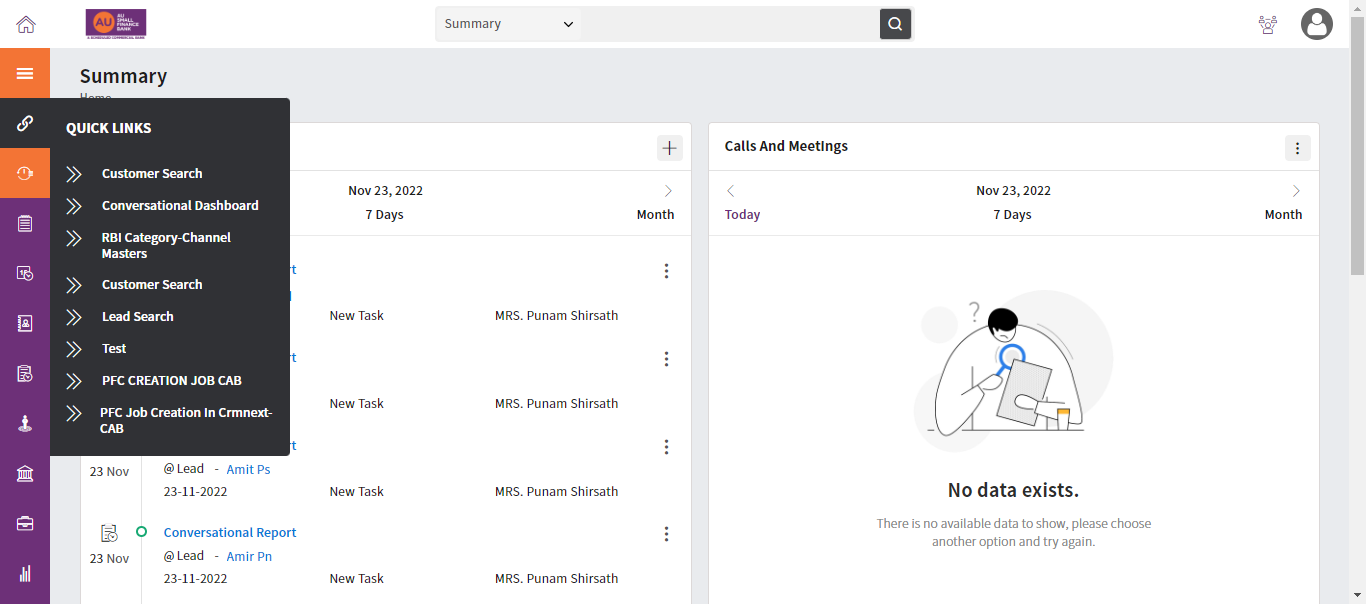 AU
AU
SMALL
FINANCE
BANK
A SCHEDULED COMMERCIAL BANK
Summary
Summary
Home
QUICK LINKS
Customer Search
Conversational Dashboard
RBI Category-Channel
Masters
Customer Search
Lead Search
Test
PFC CREATION JOB CAB
PFC Job Creation In Crmnext-
CAB
Nov 23, 2022
7 Days Month
rt
New Task MRS. Punam Shirsath
rt
New Task MRS. Punam Shirsath
rt
23 Nov
@ Lead - Amit Ps
23-11-2022 New Task MRS. Punam Shirsath
Conversational Report
23 Nov
@ Lead - Amir Pn
23-11-2022 New Task MRS. Punam Shirsath
Calls And Meetings
Nov 23, 2022
Today 7 Days Month
?
No data exists.
There is no available data to show, please choose
another option and try again.